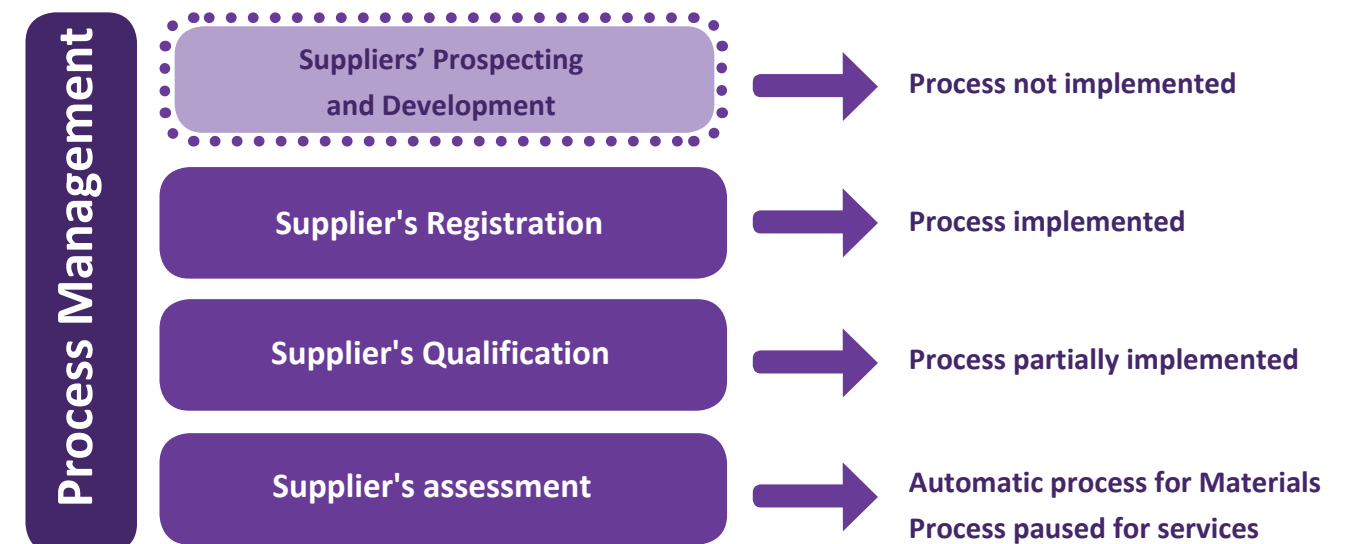 Process Management
Suppliers’ Prospecting
and Development
Process not implemented
Supplier's Registration
Process implemented
Supplier's Qualification
Process partially implemented
Supplier's assessment
Automatic process for Materials
Process paused for services